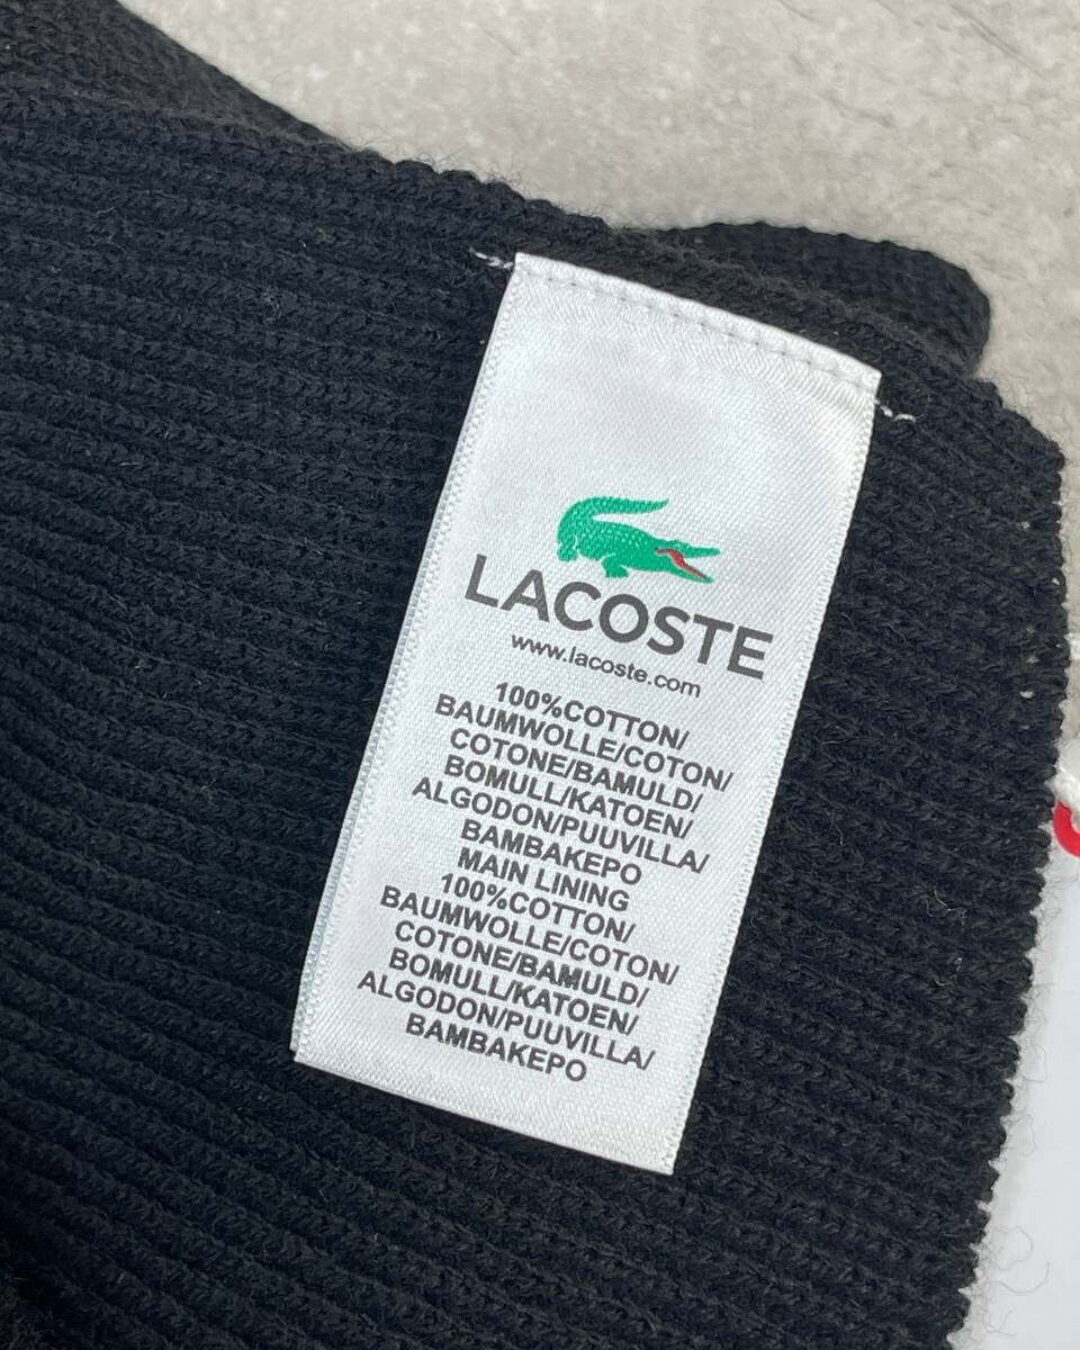 LACOSTE
www.lacoste.com
100%COTTON/
BAUMWOLLE/COTON/
COTONE/BAMULD/
BOMULL/KATOEN/
ALGODON/PUUVILLA/
BAMBAKEPO
MAIN LINING
100%COTTON/
BAUMWOLLE/COTON/
COTONE/BAMULD/
BOMULL/KATOEN/
ALGODON/PUUVILLA/
BAMBAKEPO